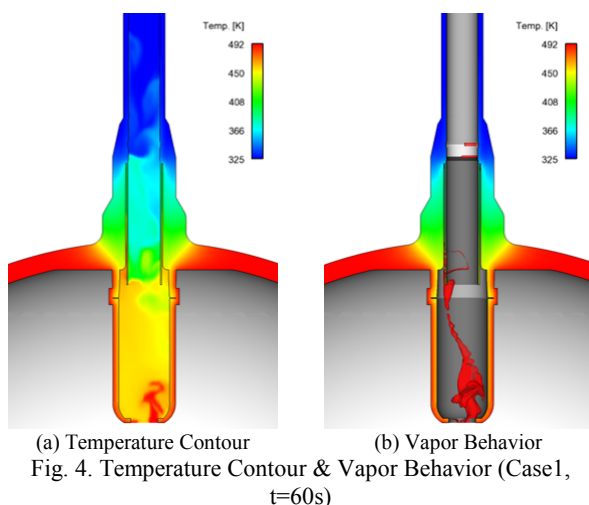 Temp. [K]
492
450
408
366
325
Temp. [K]
492
450
408
366
325
(a) Temperature Contour
(b) Vapor Behavior
Fig. 4. Temperature Contour & Vapor Behavior (Case1,
t=60s)